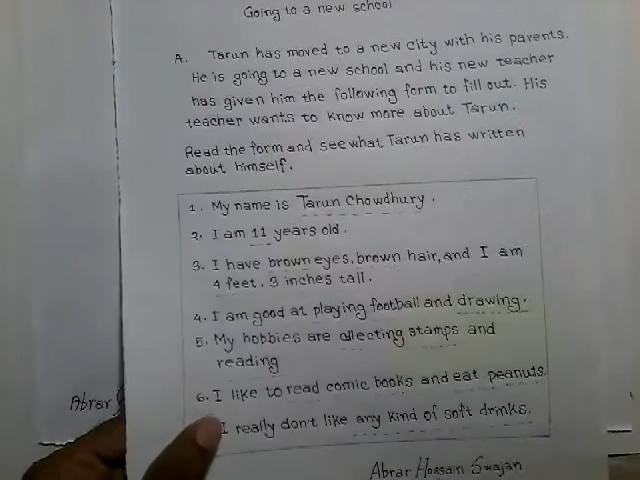 Going to a new school
A. Tarun has moved to a new city with his parents.
He is going to a new school and his new teacher
has given him the following form to fill out. His
teacher wants to know more about Tarun.
Read the form and see what Tarun has written
about himself.
1. My name is Tarun Chowdhury.
2. I am 11 years old.
3. I have brown eyes, brown hair, and I am
4 feet, 3 inches tall.
4. I am good at playing football and drawing.
5. My hobbies are ollecting stamps and
reading
6. I like to read comic books and eat peanuts.
I really don't like any kind of soft drinks.
Abrar Hossan Swajan
Abrar